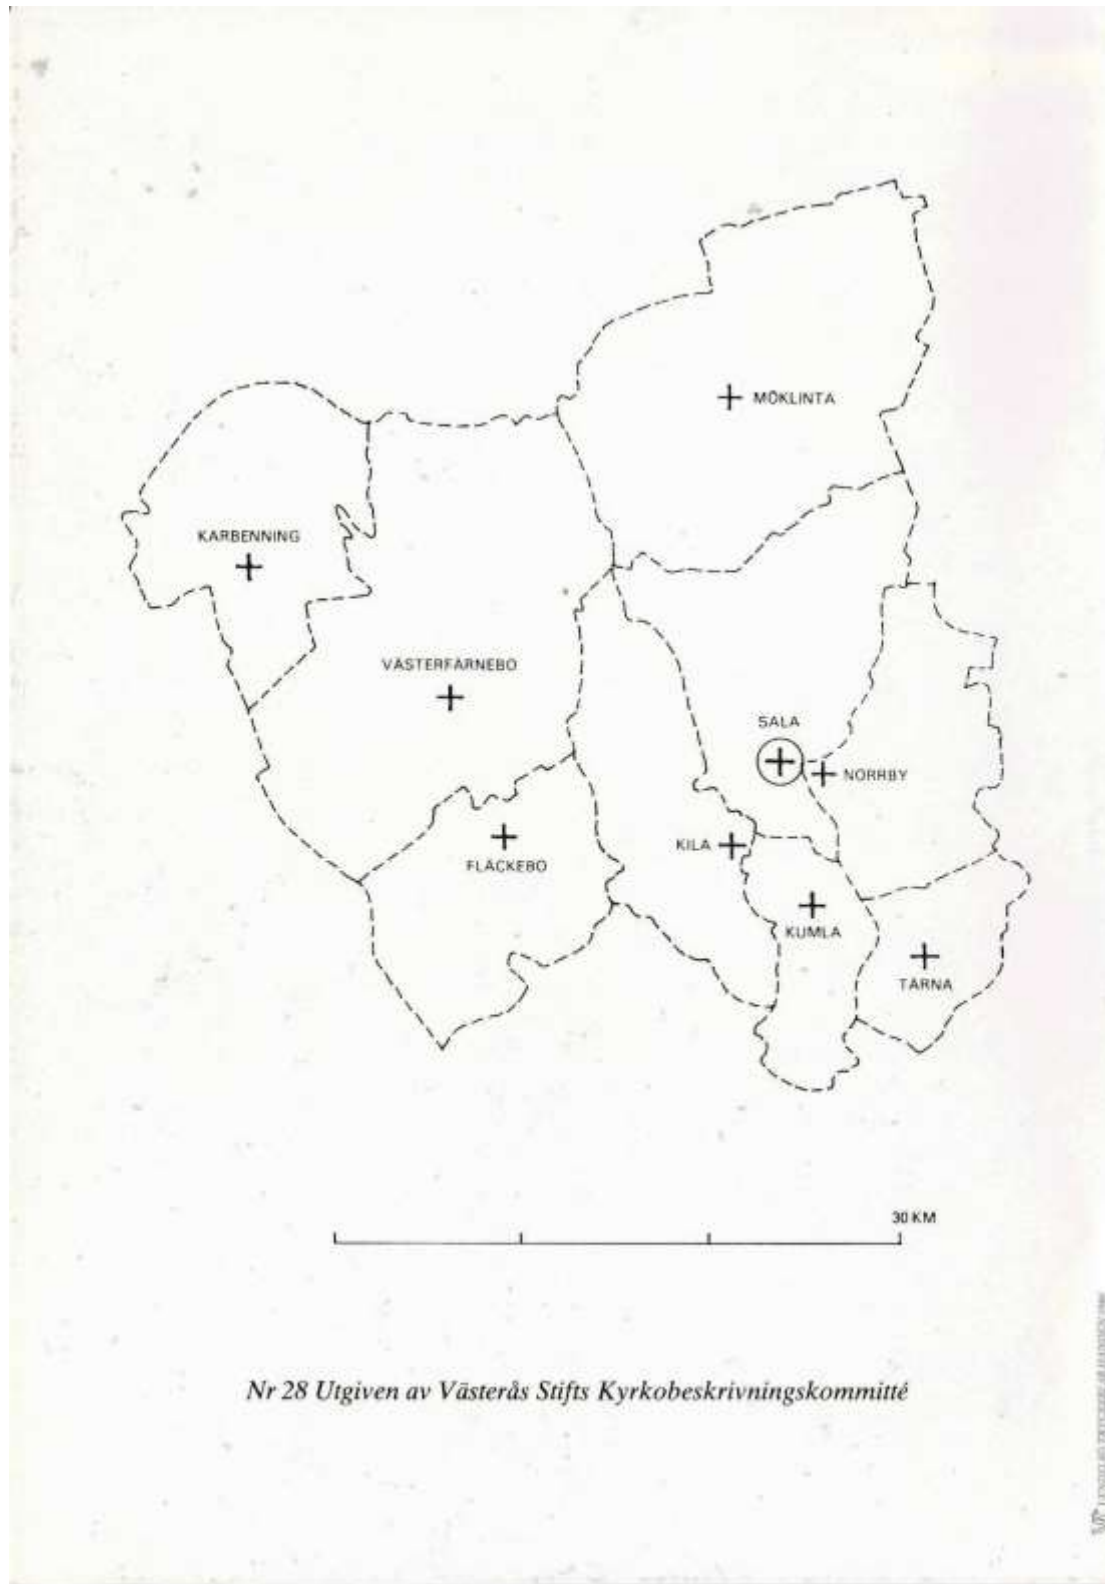 MÖKLINTA
KARBENNING
VÄSTERFÄRNEBO
SALA
NORRBY
KILA
FLÄCKEBO
KUMLA
TÄRNA
30 KM
Nr 28 Utgiven av Västerås Stifts Kyrkobeskrivningskommitté